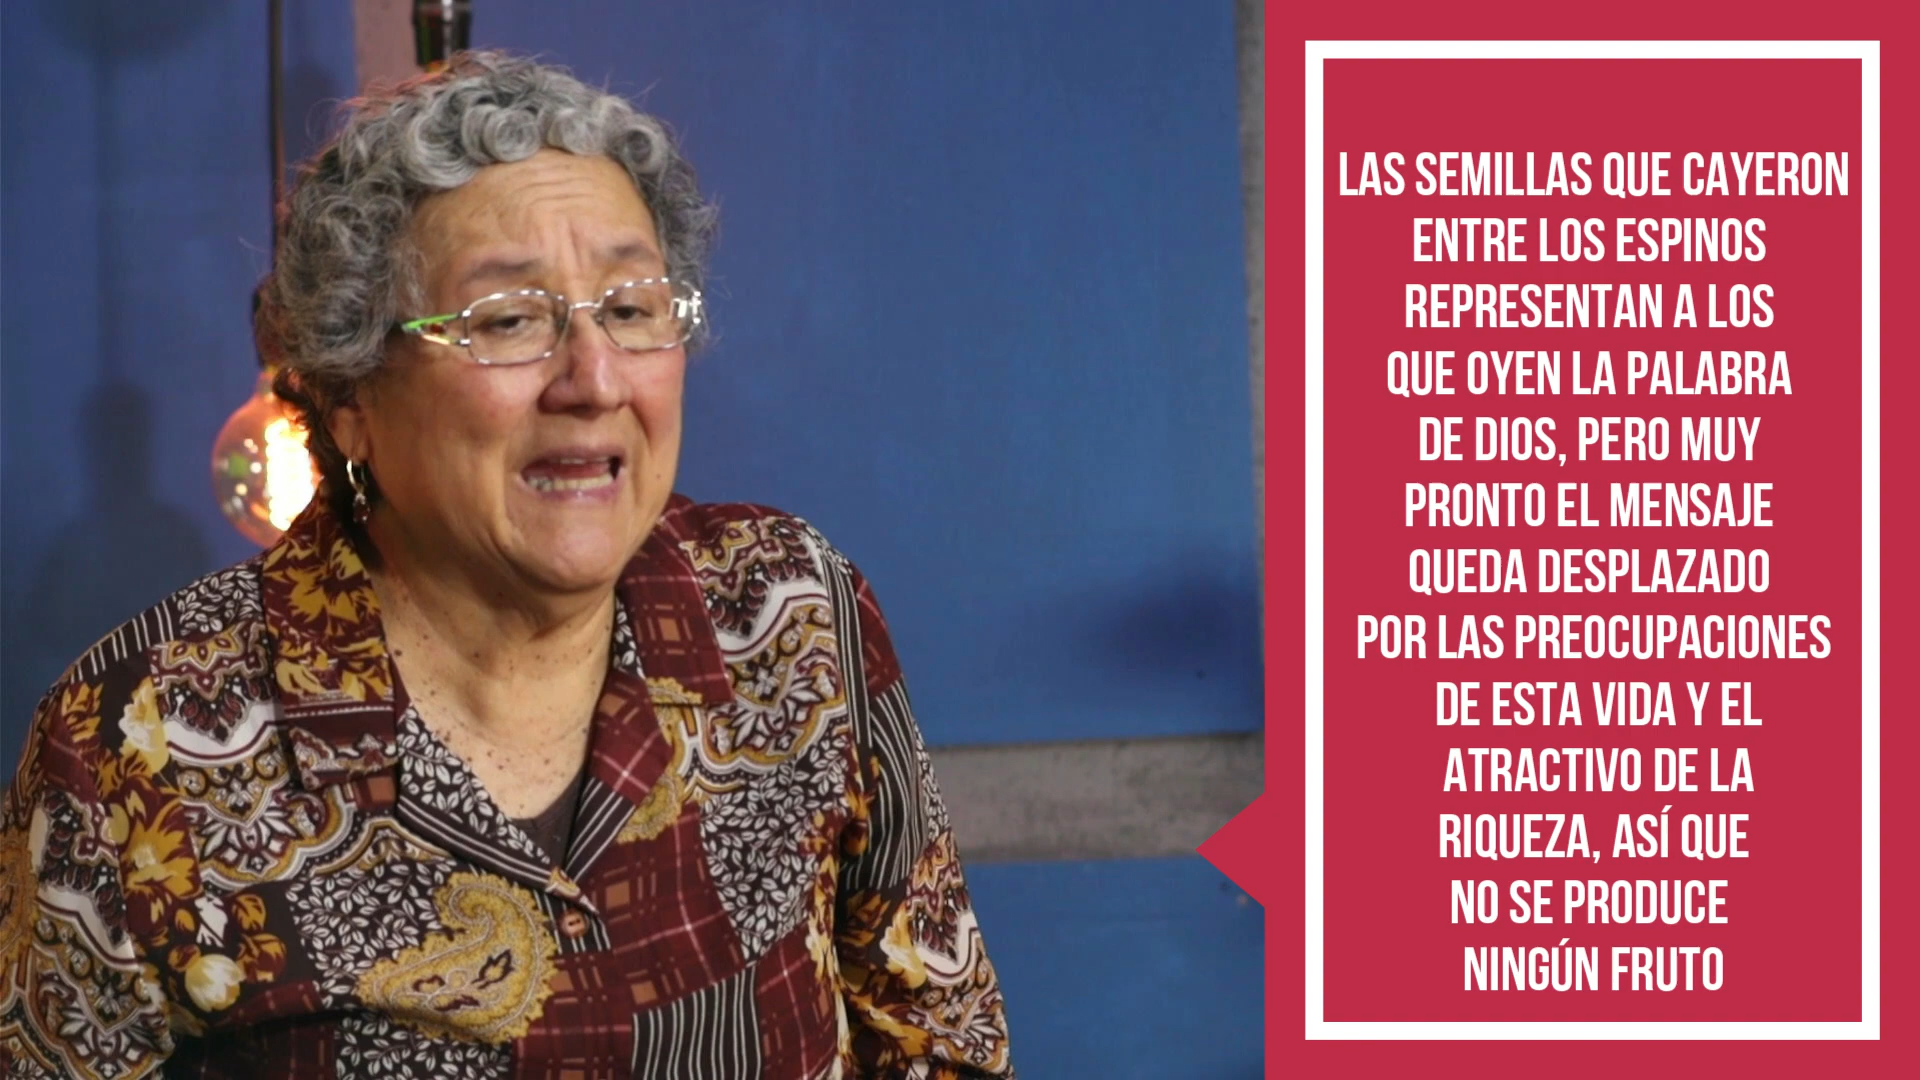 LAS SEMILLAS QUE CAYERON
ENTRE LOS ESPINOS
REPRESENTAN A LOS
QUE OYEN LA PALABRA
DE DIOS, PERO MUY
PRONTO EL MENSAJE
QUEDA DESPLAZADO
POR LAS PREOCUPACIONES
DE ESTA VIDA Y EL
ATRACTIVO DE LA
RIQUEZA, ASÍ QUE
NO SE PRODUCE
NINGÚN FRUTO